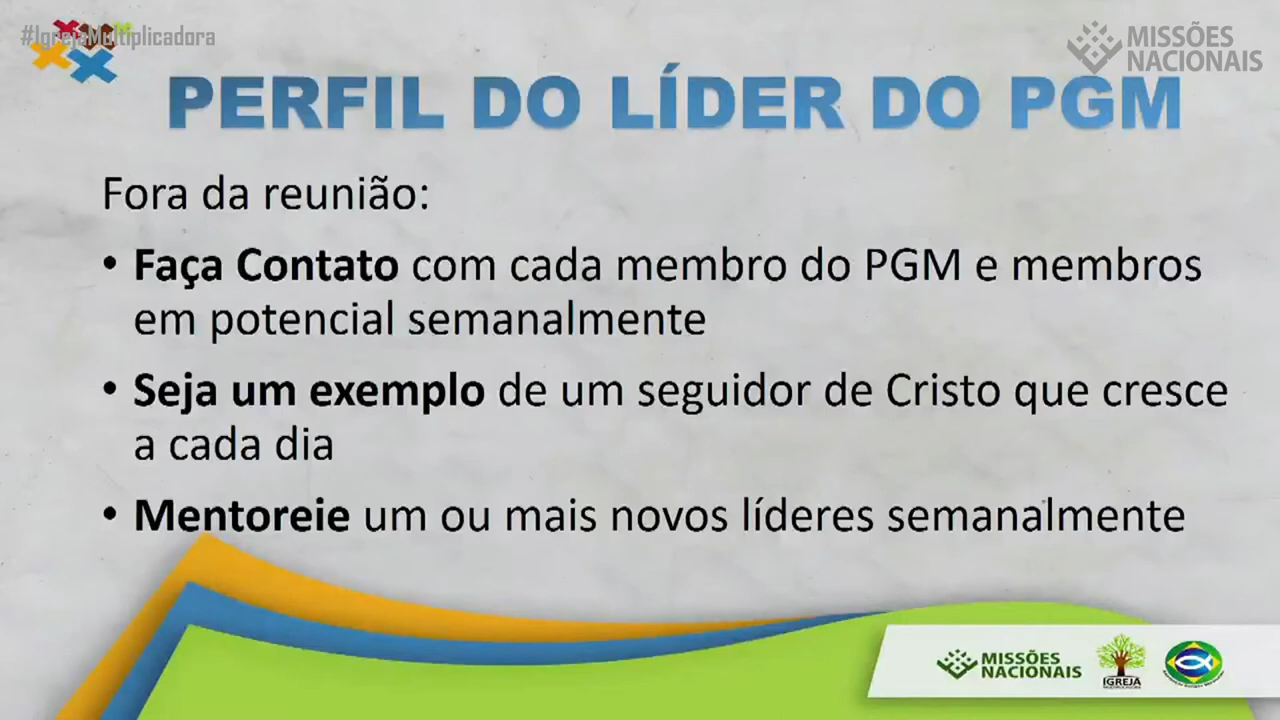 #IgrejaMultiplicadora
MISSÕES
NACIONAIS
PERFIL DO LÍDER DO PGM
Fora da reunião:
• Faça Contato com cada membro do PGM e membros
em potencial semanalmente
• Seja um exemplo de um seguidor de Cristo que cresce
a cada dia
• Mentoreie um ou mais novos líderes semanalmente
MISSÕES
NACIONAIS
IGREJA
MULTIPLICADORA